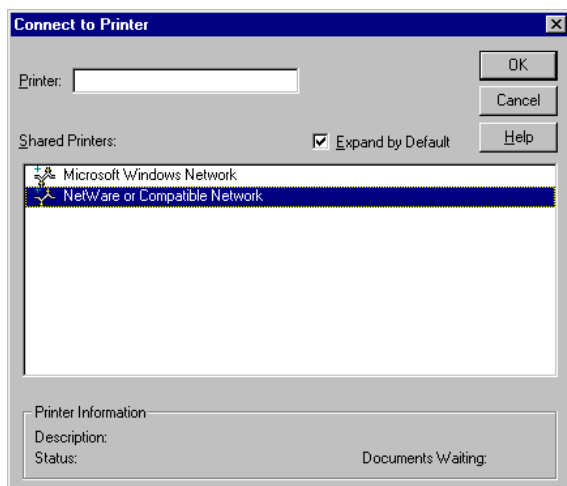 Connect to Printer
Printer:
OK
Cancel
Help
Shared Printers:
Expand by Default
Microsoft Windows Network
NetWare or Compatible Network
Printer Information
Description:
Status:
Documents Waiting: